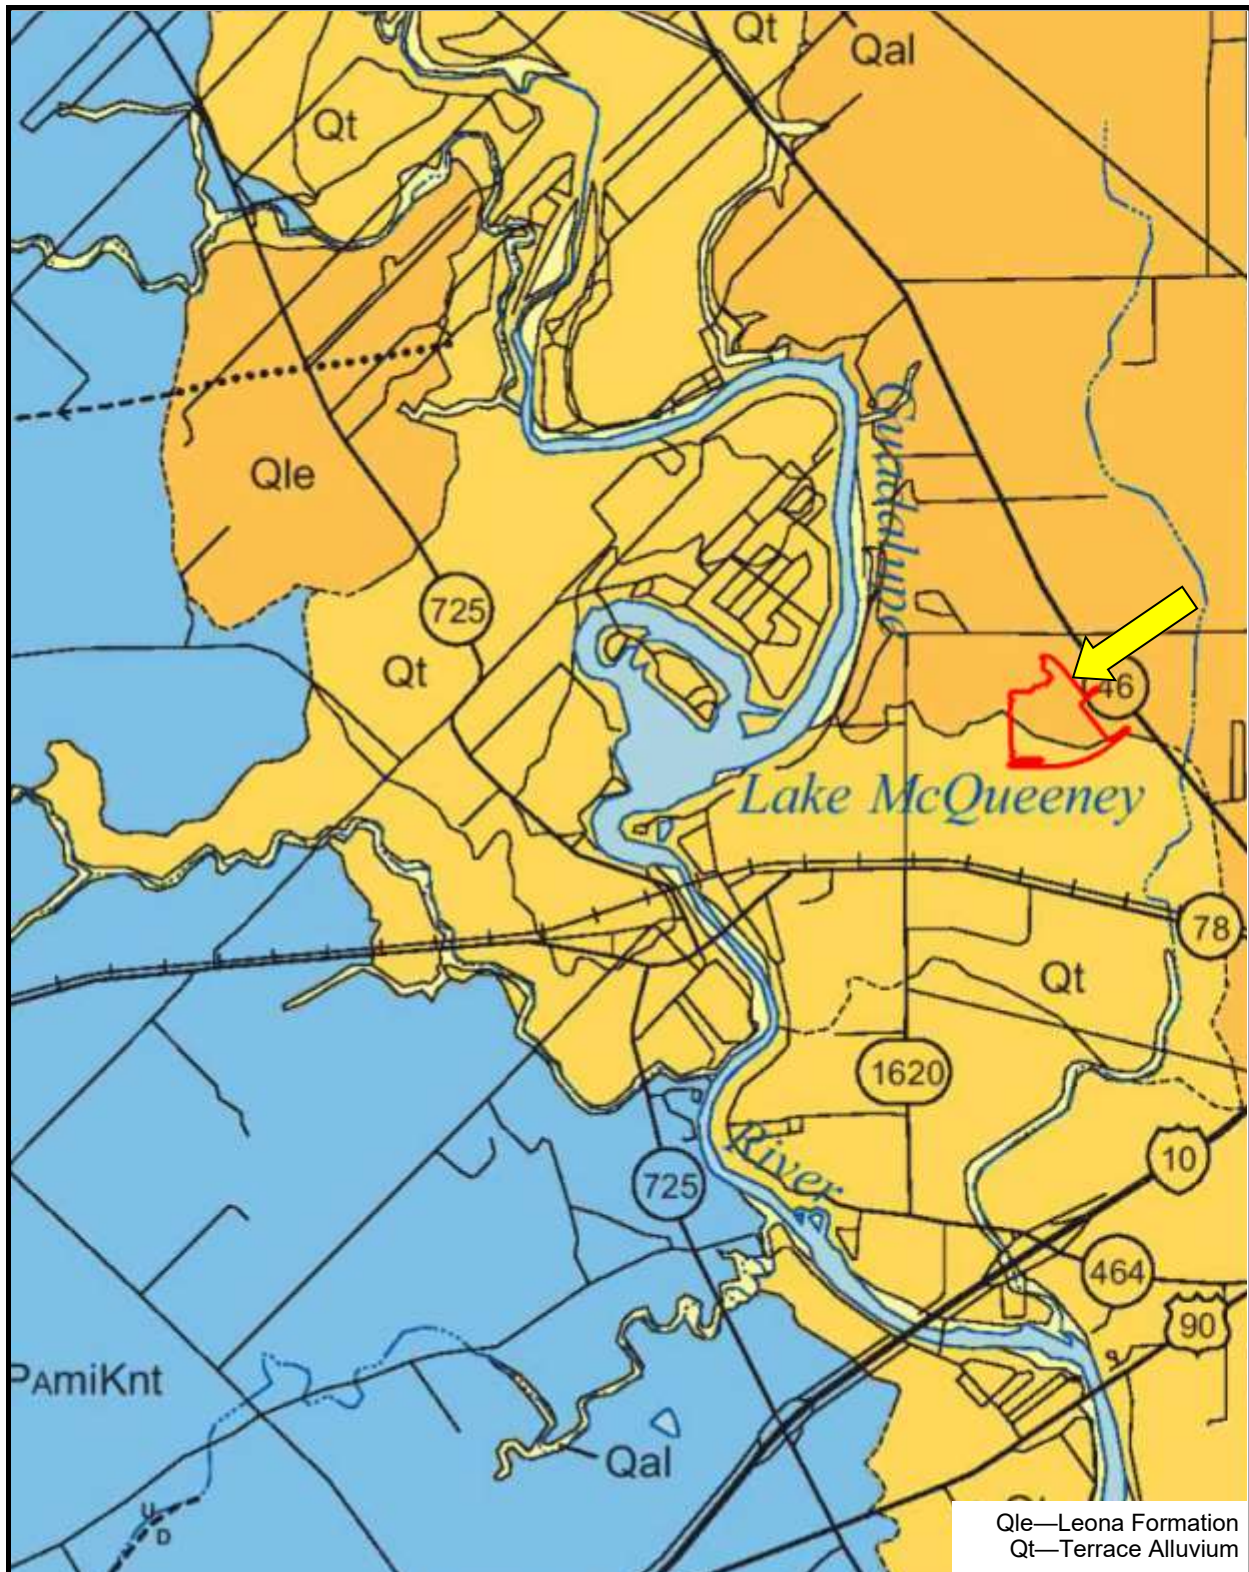 Qt
Qal
Qt
Guadalupe
Qle
725
Qt
46
Lake McQueeney
78
Qt
1620
River
10
725
464
90
PAmiKnt
Qal
U
D
Qle—Leona Formation
Qt—Terrace Alluvium